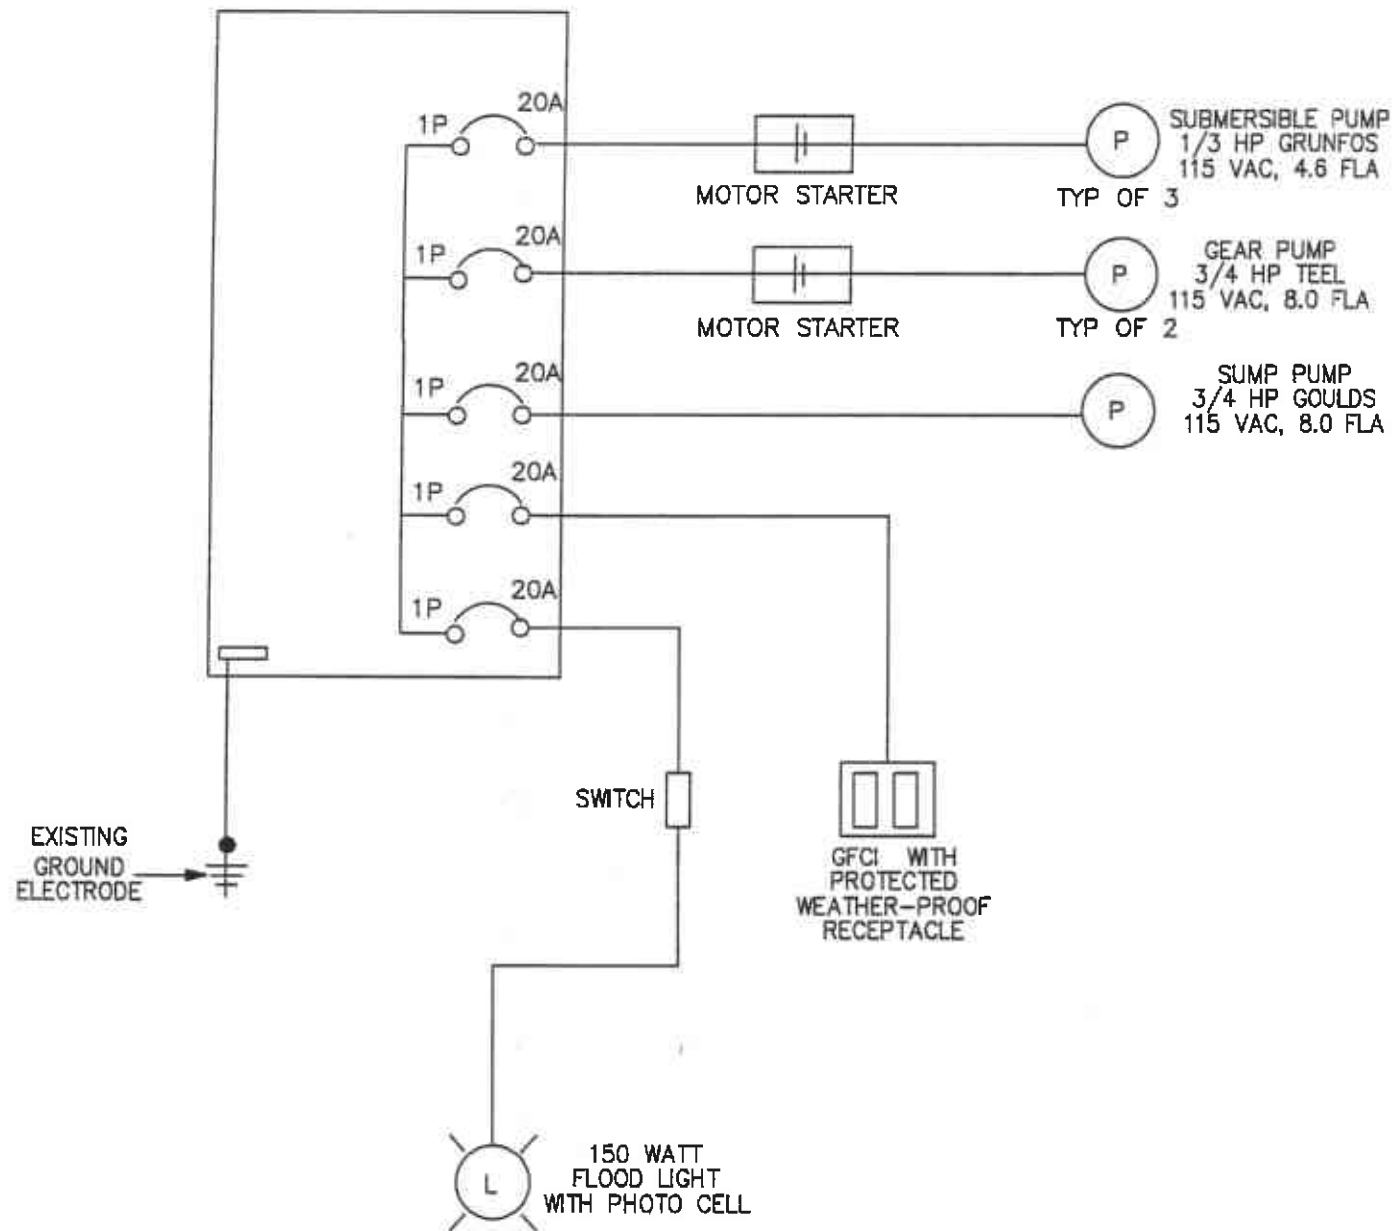 1P 20A
MOTOR STARTER
P
TYP OF 3
SUBMERSIBLE PUMP
1/3 HP GRUNFOS
115 VAC, 4.6 FLA
1P 20A
MOTOR STARTER
P
TYP OF 2
GEAR PUMP
3/4 HP TEEL
115 VAC, 8.0 FLA
1P 20A
P
SUMP PUMP
3/4 HP GOULDS
115 VAC, 8.0 FLA
1P 20A
1P 20A
SWITCH
GFCI WITH
PROTECTED
WEATHER-PROOF
RECEPTACLE
EXISTING
GROUND
ELECTRODE
L
150 WATT
FLOOD LIGHT
WITH PHOTO CELL